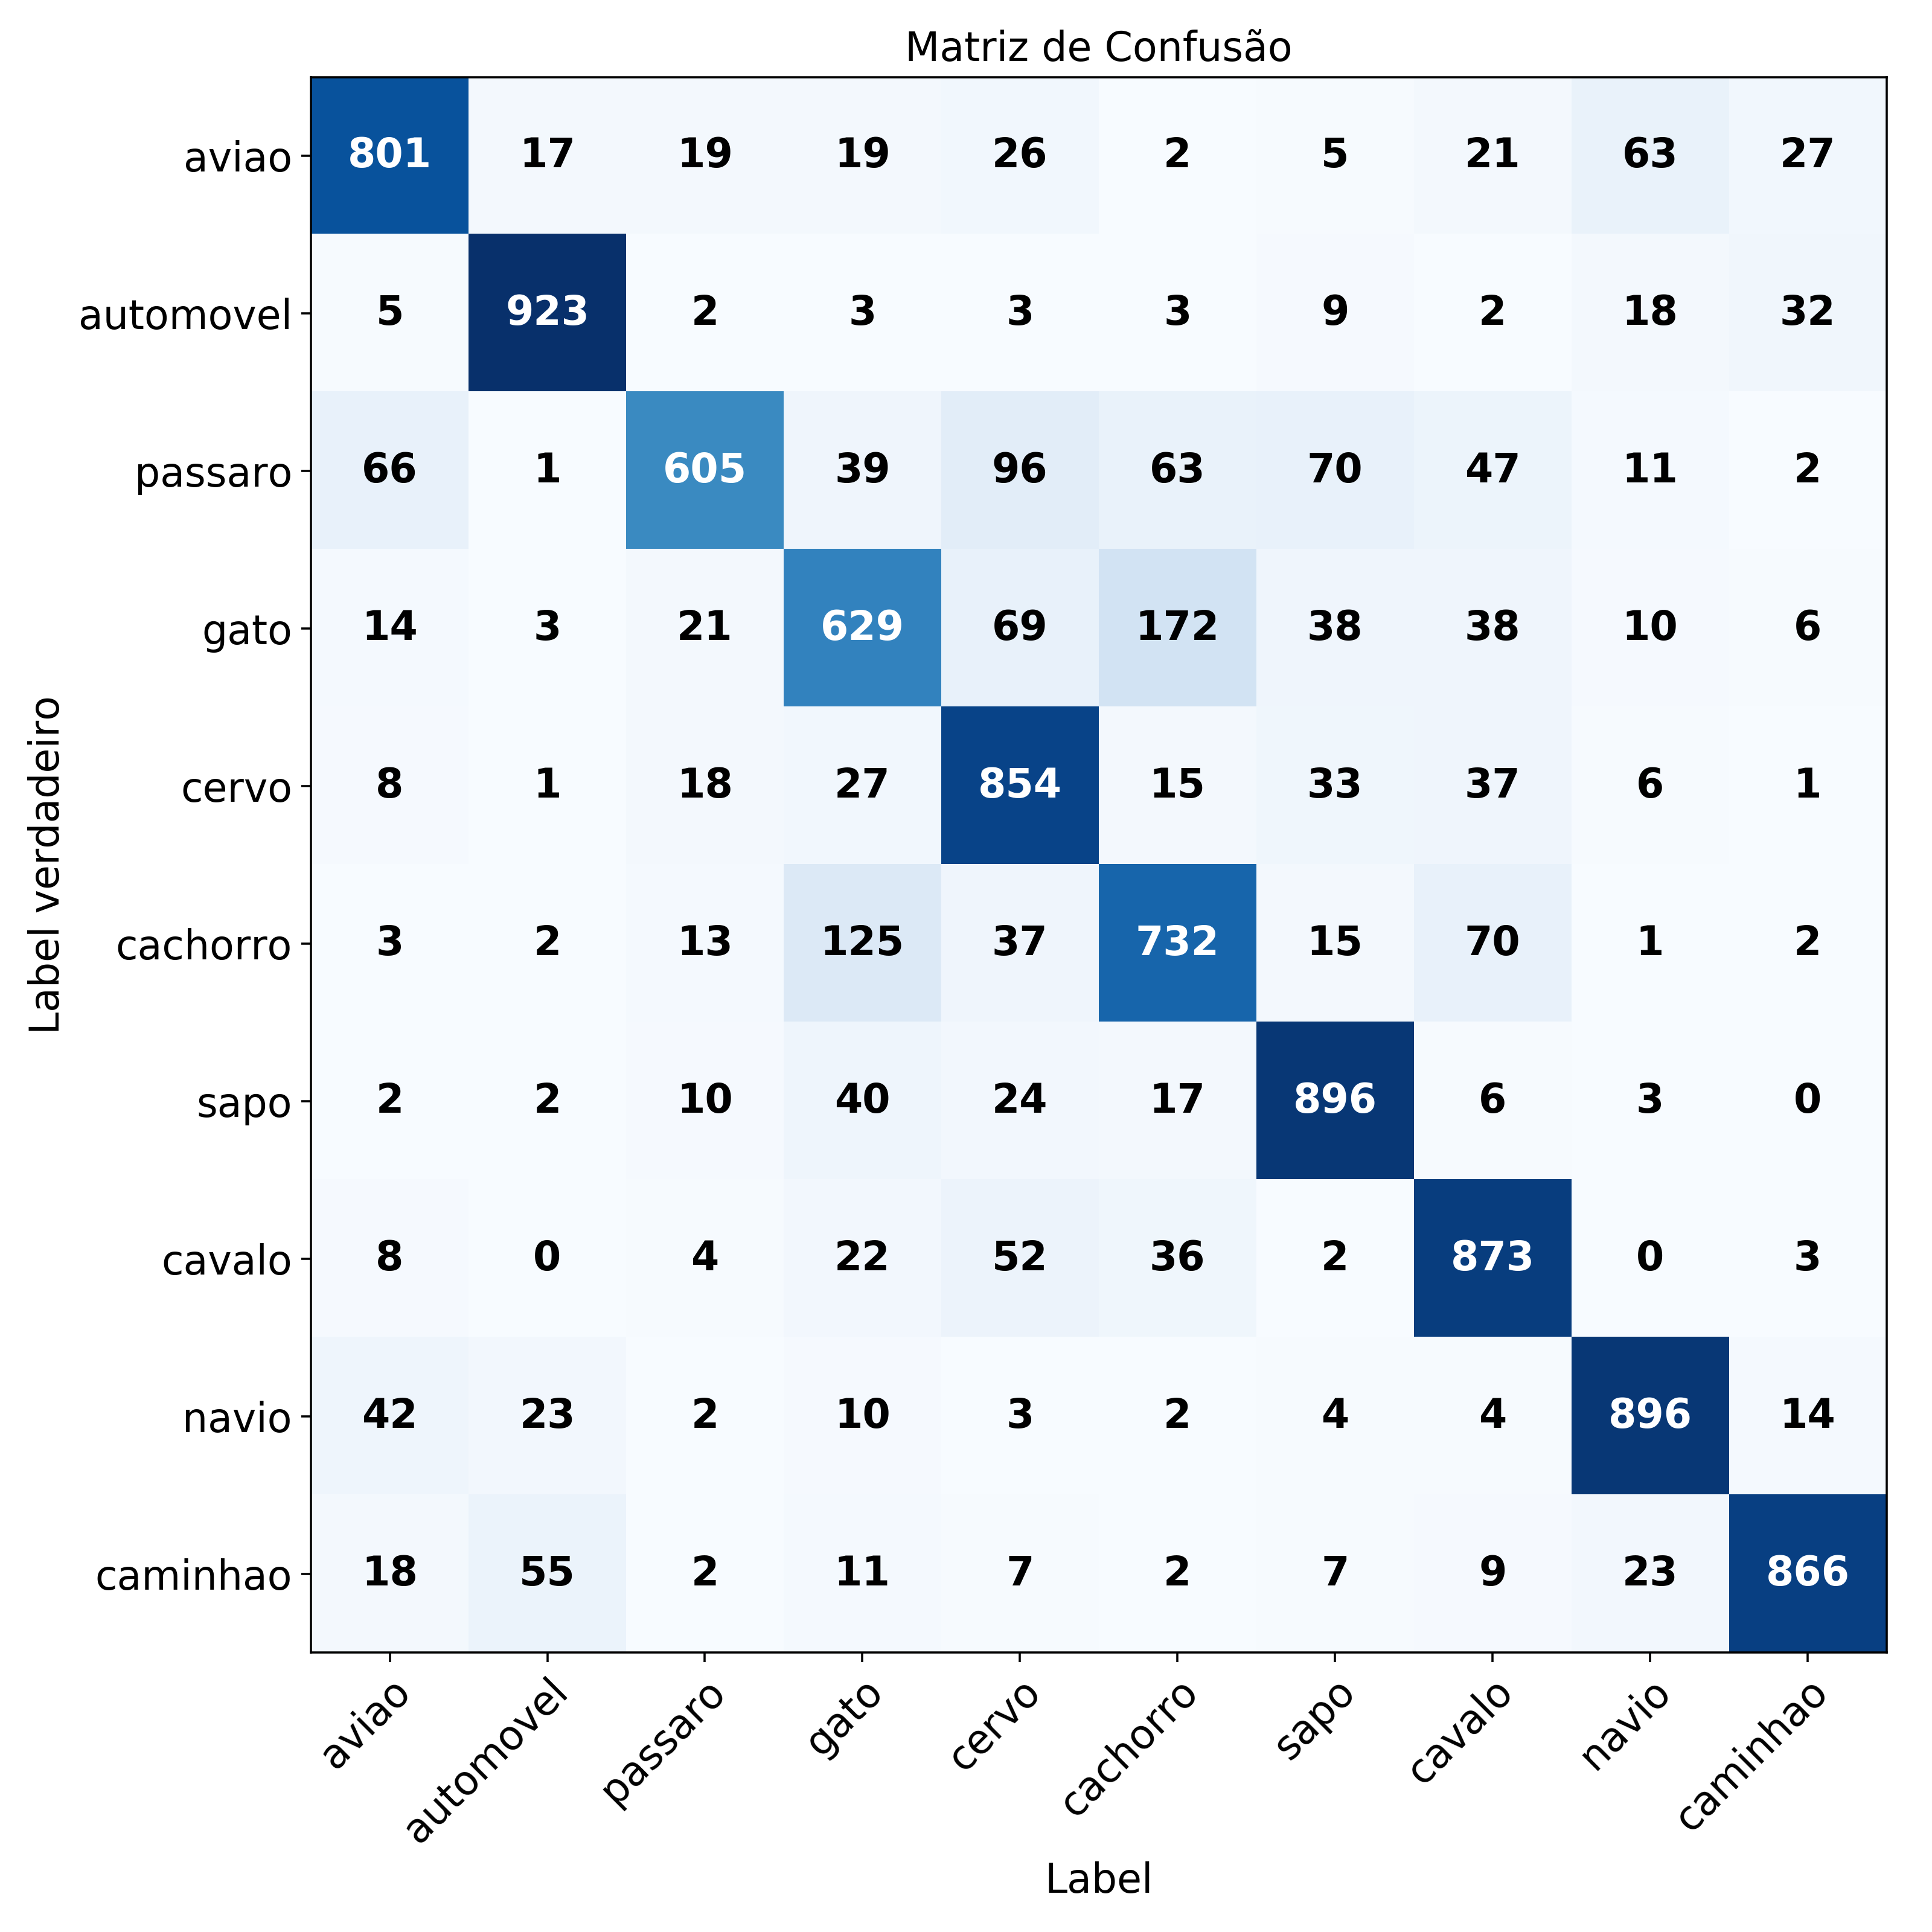 Matriz de Confusão
aviao 801 17 19 19 26 2 5 21 63 27
automovel 5 923 2 3 3 3 9 2 18 32
passaro 66 1 605 39 96 63 70 47 11 2
gato 14 3 21 629 69 172 38 38 10 6
cervo 8 1 18 27 854 15 33 37 6 1
cachorro 3 2 13 125 37 732 15 70 1 2
sapo 2 2 10 40 24 17 896 6 3 0
cavalo 8 0 4 22 52 36 2 873 0 3
navio 42 23 2 10 3 2 4 4 896 14
caminhao 18 55 2 11 7 2 7 9 23 866
Label verdadeiro
aviao automovel passaro gato cervo cachorro sapo cavalo navio caminhao
Label